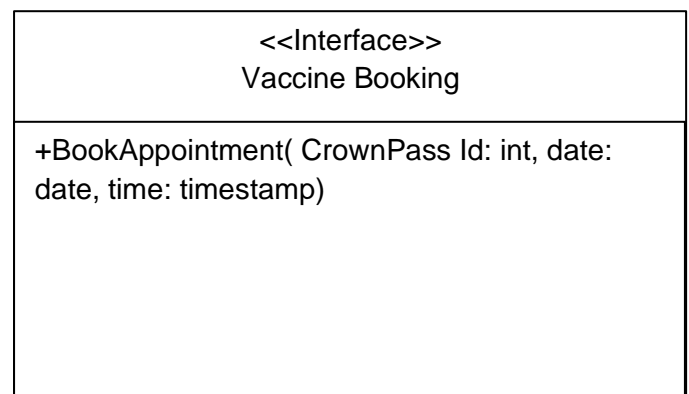 <<Interface>>
Vaccine Booking
+BookAppointment( CrownPass Id: int, date:
date, time: timestamp)